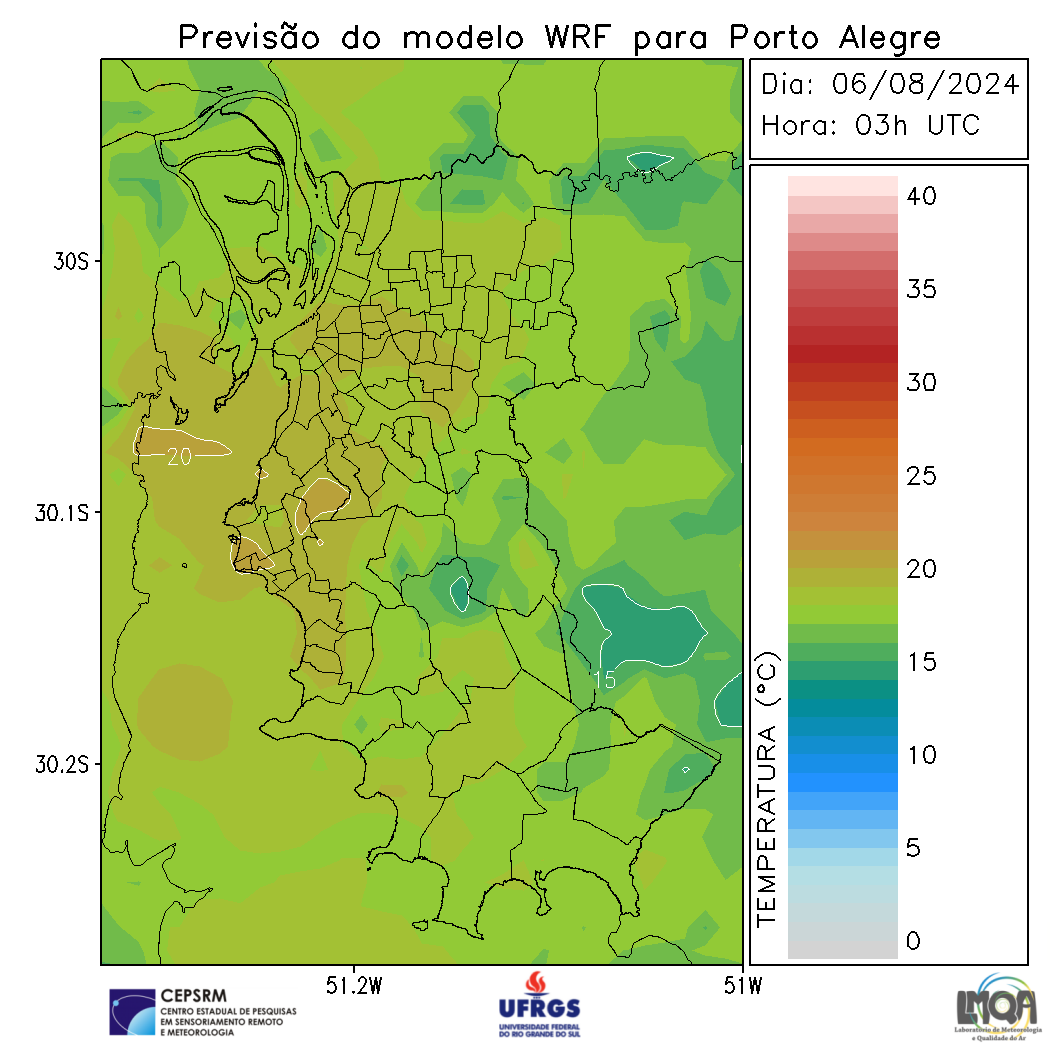 Previsão do modelo WRF para Porto Alegre
Dia: 06/08/2024
Hora: 03h UTC
40
35
30
25
20
15
10
5
0
TEMPERATURA (°C)
30S
30.1S
30.2S
51.2W
51W
20
15
CEPSRM
CENTRO ESTADUAL DE PESQUISAS
EM SENSORIAMENTO REMOTO
E METEOROLOGIA
UFRGS
UNIVERSIDADE FEDERAL
DO RIO GRANDE DO SUL
LMQA
Laboratório de Meteorologia
e Qualidade do Ar